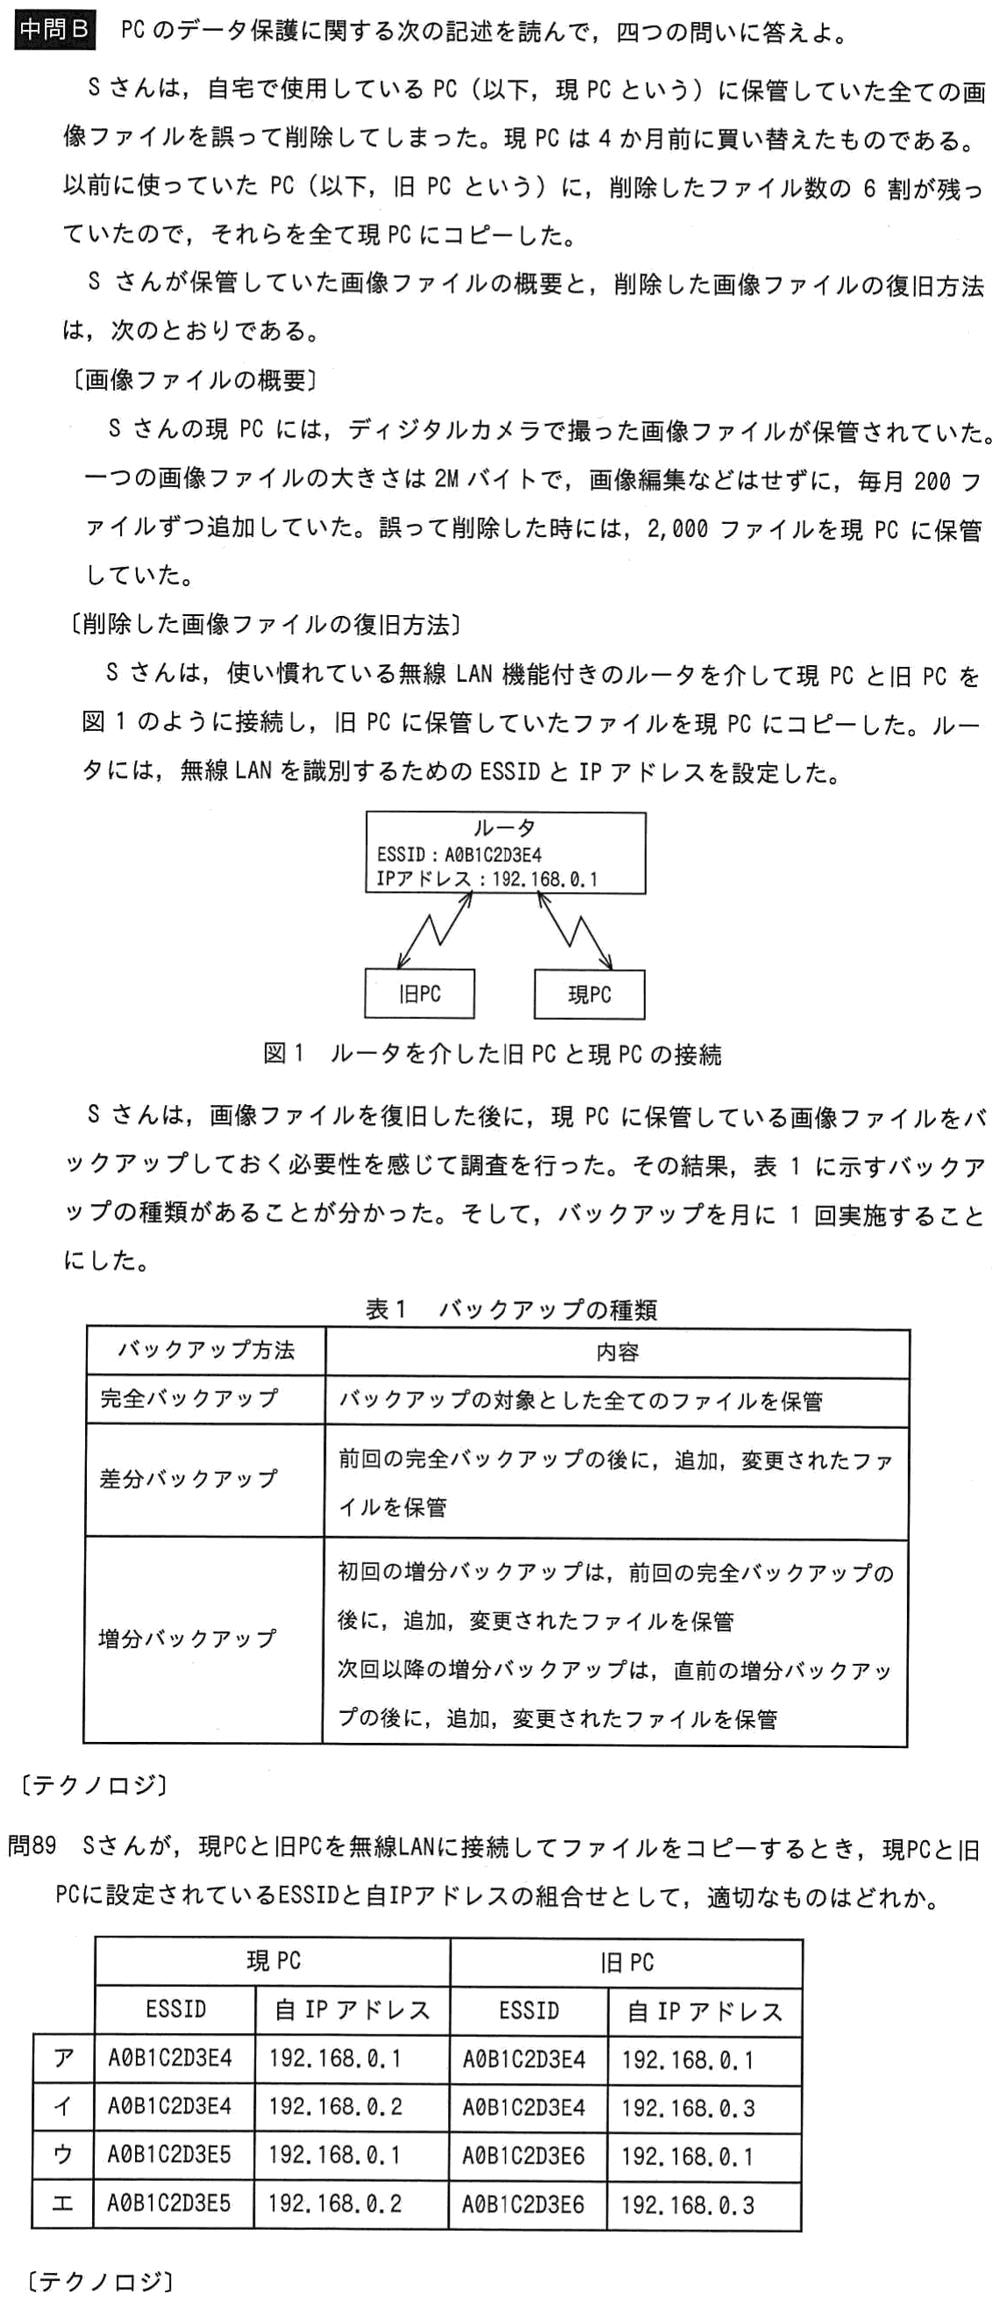 中問B PCのデータ保護に関する次の記述を読んで，四つの問いに答えよ。
Sさんは，自宅で使用しているPC（以下，現PCという）に保管していた全ての画
像ファイルを誤って削除してしまった。現PCは4か月前に買い替えたものである。
以前に使っていたPC（以下，旧PCという）に，削除したファイル数の6割が残っ
ていたので，それらを全て現PCにコピーした。
Sさんが保管していた画像ファイルの概要と，削除した画像ファイルの復旧方法
は，次のとおりである。
〔画像ファイルの概要〕
Sさんの現PCには，ディジタルカメラで撮った画像ファイルが保管されていた。
一つの画像ファイルの大きさは2Mバイトで，画像編集などはせずに，毎月200フ
ァイルずつ追加していた。誤って削除した時には，2,000ファイルを現PCに保管
していた。
〔削除した画像ファイルの復旧方法〕
Sさんは，使い慣れている無線LAN機能付きのルータを介して現PCと旧PCを
図1のように接続し，旧PCに保管していたファイルを現PCにコピーした。ルー
タには，無線LANを識別するためのESSIDとIPアドレスを設定した。
ルータ
ESSID：A0B1C2D3E4
IPアドレス：192.168.0.1
旧PC 現PC
図1 ルータを介した旧PCと現PCの接続
Sさんは，画像ファイルを復旧した後に，現PCに保管している画像ファイルをバ
ックアップしておく必要性を感じて調査を行った。その結果，表1に示すバックア
ップの種類があることが分かった。そして，バックアップを月に1回実施すること
にした。
表1 バックアップの種類
バックアップ方法 内容
完全バックアップ バックアップの対象とした全てのファイルを保管
差分バックアップ 前回の完全バックアップの後に，追加，変更されたファ
イルを保管
増分バックアップ 初回の増分バックアップは，前回の完全バックアップの
後に，追加，変更されたファイルを保管
次回以降の増分バックアップは，直前の増分バックアッ
プの後に，追加，変更されたファイルを保管
〔テクノロジ〕
問89 Sさんが，現PCと旧PCを無線LANに接続してファイルをコピーするとき，現PCと旧
PCに設定されているESSIDと自IPアドレスの組合せとして，適切なものはどれか。
現PC 旧PC
ESSID 自IPアドレス ESSID 自IPアドレス
ア A0B1C2D3E4 192.168.0.1 A0B1C2D3E4 192.168.0.1
イ A0B1C2D3E4 192.168.0.2 A0B1C2D3E4 192.168.0.3
ウ A0B1C2D3E5 192.168.0.1 A0B1C2D3E6 192.168.0.1
エ A0B1C2D3E5 192.168.0.2 A0B1C2D3E6 192.168.0.3
〔テクノロジ〕